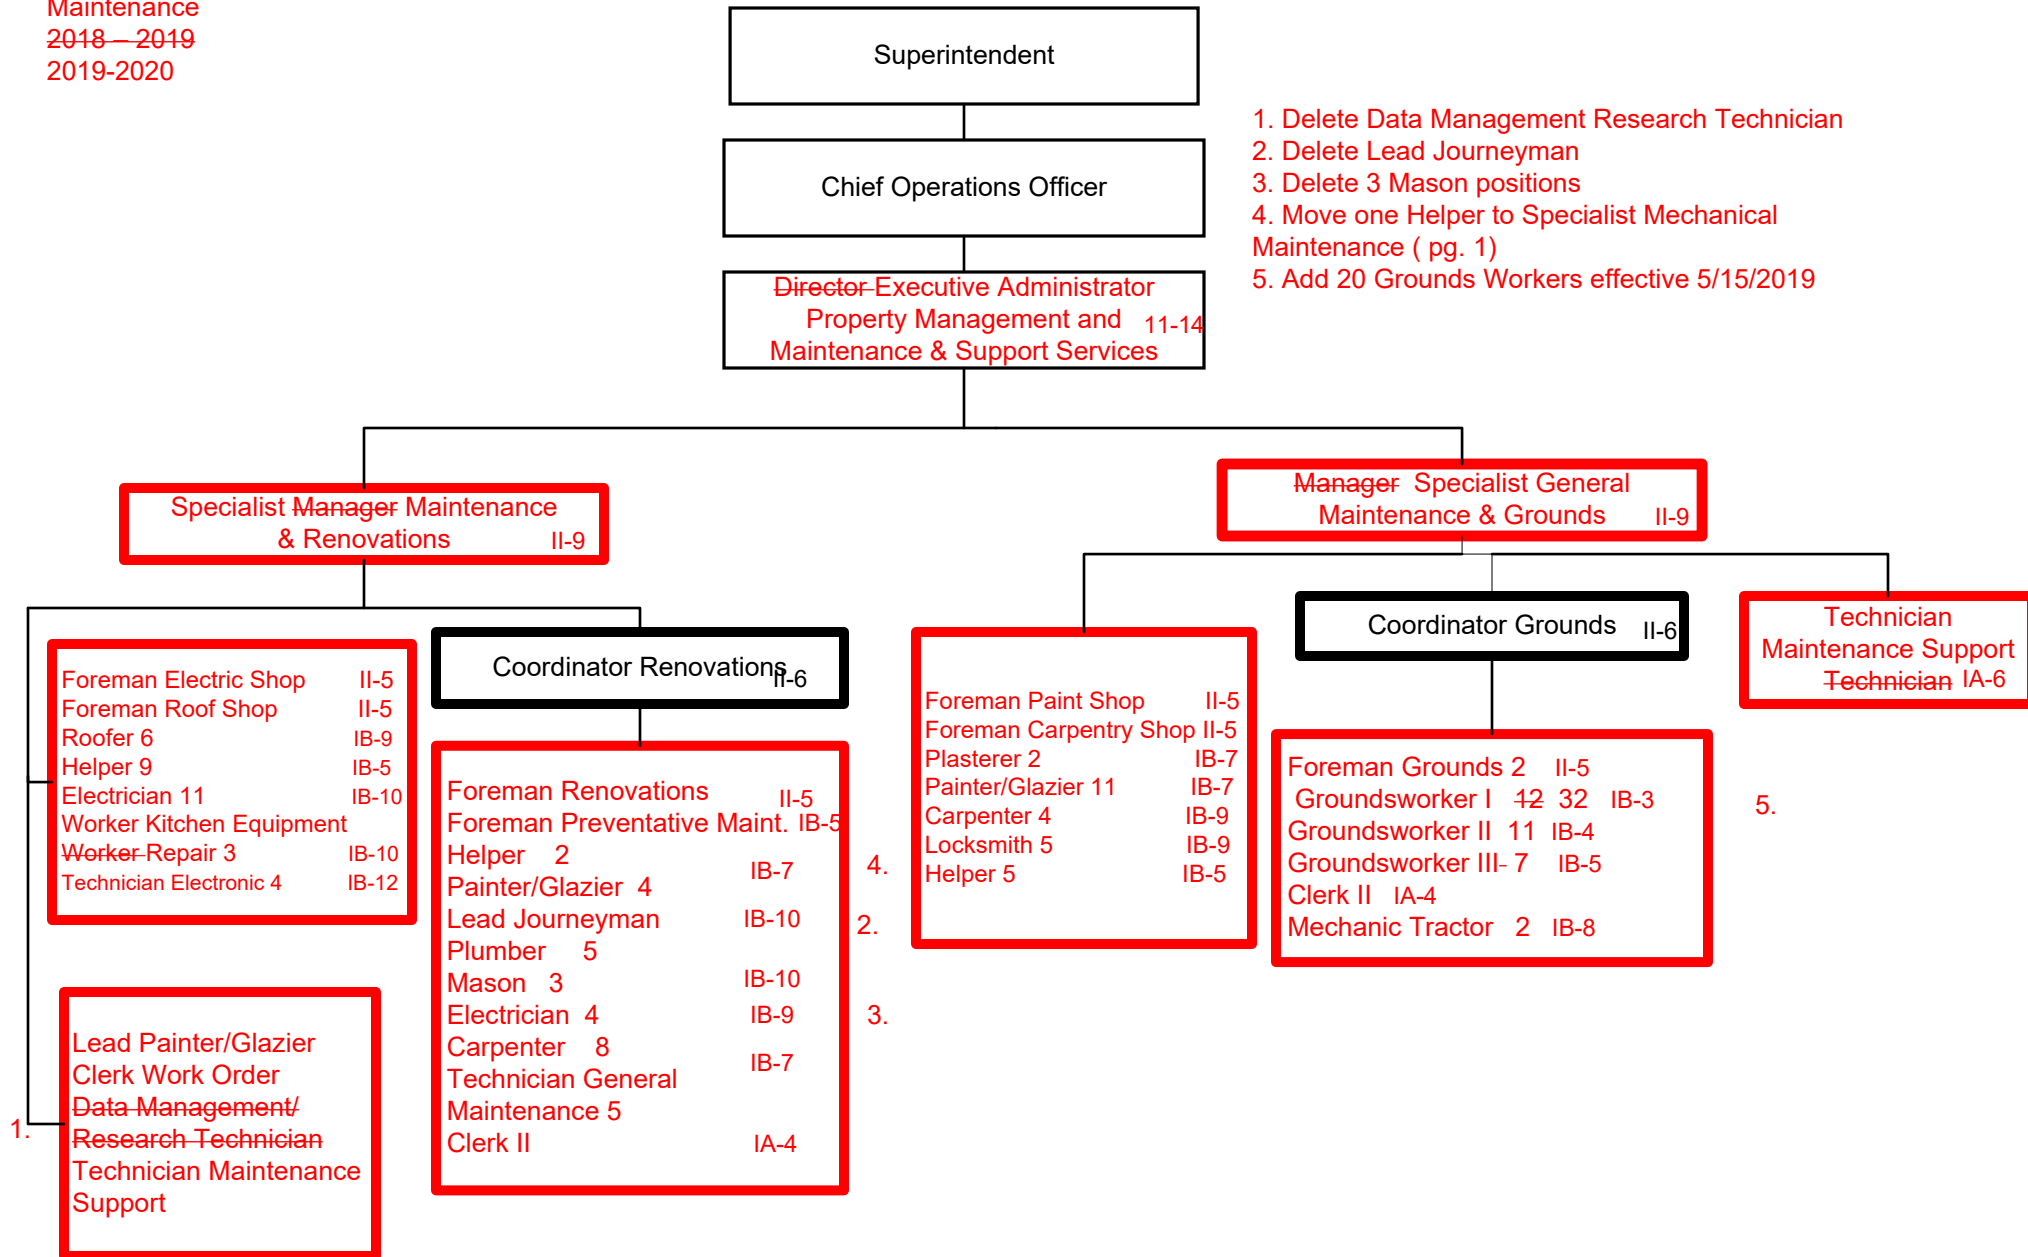 Maintenance
2018 – 2019
2019-2020
Superintendent
Chief Operations Officer
Director Executive Administrator
Property Management and 11-14
Maintenance & Support Services
1. Delete Data Management Research Technician
2. Delete Lead Journeyman
3. Delete 3 Mason positions
4. Move one Helper to Specialist Mechanical
Maintenance ( pg. 1)
5. Add 20 Grounds Workers effective 5/15/2019
Specialist Manager Maintenance
& Renovations II-9
Manager Specialist General
Maintenance & Grounds II-9
Foreman Electric Shop II-5
Foreman Roof Shop II-5
Roofer 6 IB-9
Helper 9 IB-5
Electrician 11 IB-10
Worker Kitchen Equipment
Worker Repair 3 IB-10
Technician Electronic 4 IB-12
1.
Lead Painter/Glazier
Clerk Work Order
Data Management/
Research Technician
Technician Maintenance
Support
Coordinator Renovations II-6
Foreman Renovations II-5
Foreman Preventative Maint. IB-5
Helper 2
IB-7 4.
Painter/Glazier 4
Lead Journeyman IB-10 2.
Plumber 5
Mason 3 IB-10
Electrician 4 IB-9 3.
Carpenter 8
IB-7
Technician General
Maintenance 5
Clerk II IA-4
Foreman Paint Shop II-5
Foreman Carpentry Shop II-5
Plasterer 2 IB-7
Painter/Glazier 11 IB-7
Carpenter 4 IB-9
Locksmith 5 IB-9
Helper 5 IB-5
Coordinator Grounds II-6
Foreman Grounds 2 II-5
Groundsworker I 12 32 IB-3 5.
Groundsworker II 11 IB-4
Groundsworker III- 7 IB-5
Clerk II IA-4
Mechanic Tractor 2 IB-8
Technician
Maintenance Support
Technician IA-6